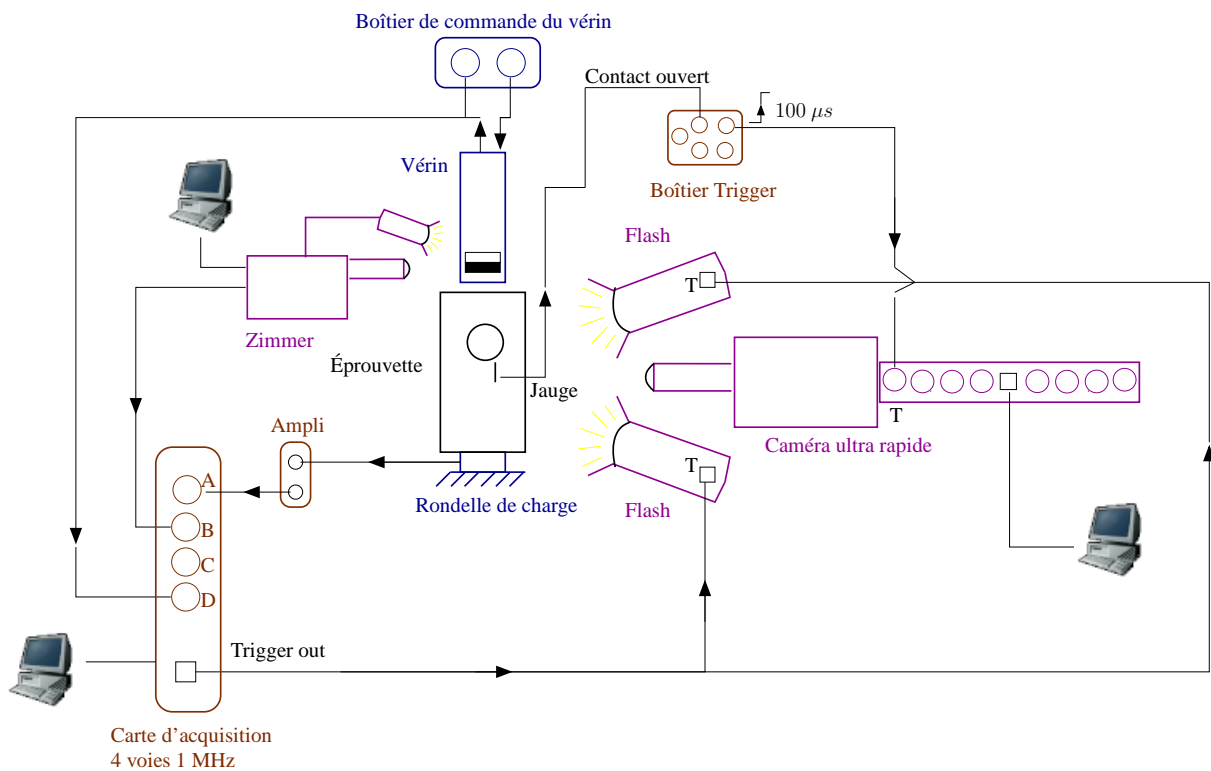 Boîtier de commande du vérin
Contact ouvert
100 μs
Vérin
Boîtier Trigger
Flash
T
Zimmer
Éprouvette
Jauge
T
Caméra ultra rapide
Ampli
T
Rondelle de charge
Flash
A
B
C
D
Trigger out
Carte d'acquisition
4 voies 1 MHz